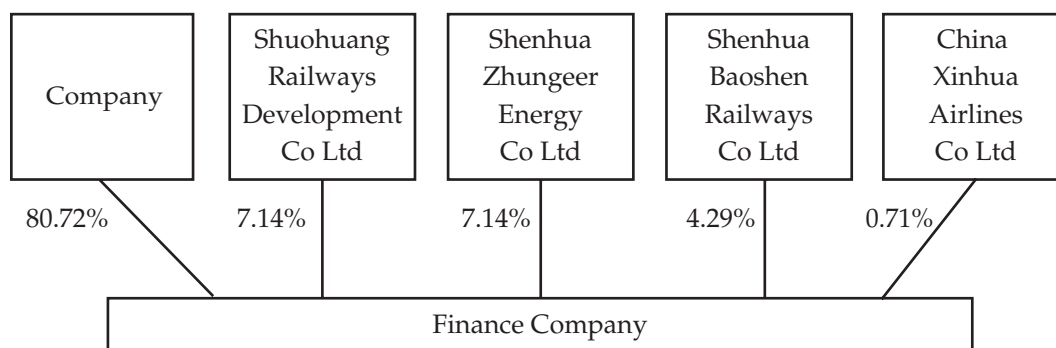 Company
Shuohuang
Railways
Development
Co Ltd
Shenhua
Zhungeer
Energy
Co Ltd
Shenhua
Baoshen
Railways
Co Ltd
China
Xinhua
Airlines
Co Ltd
80.72%
7.14%
7.14%
4.29%
0.71%
Finance Company